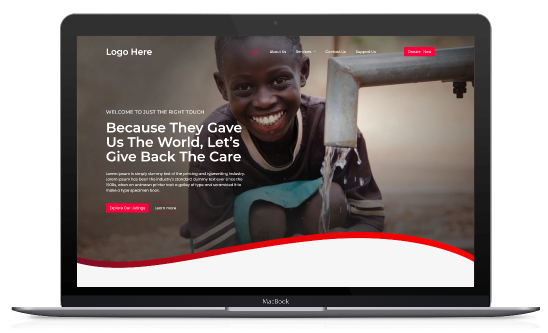 Logo Here
About Us Services Contact Us Support Us Donate Now
WELCOME TO JUST THE RIGHT TOUCH
Because They Gave
Us The World, Let's
Give Back The Care
Lorem Ipsum is simply dummy text of the printing and typesetting industry.
Lorem Ipsum has been the industry's standard dummy text ever since the
1500s, when an unknown printer took a galley of type and scrambled it to
make a type specimen book.
Explore Our Listings Learn more
MacBook